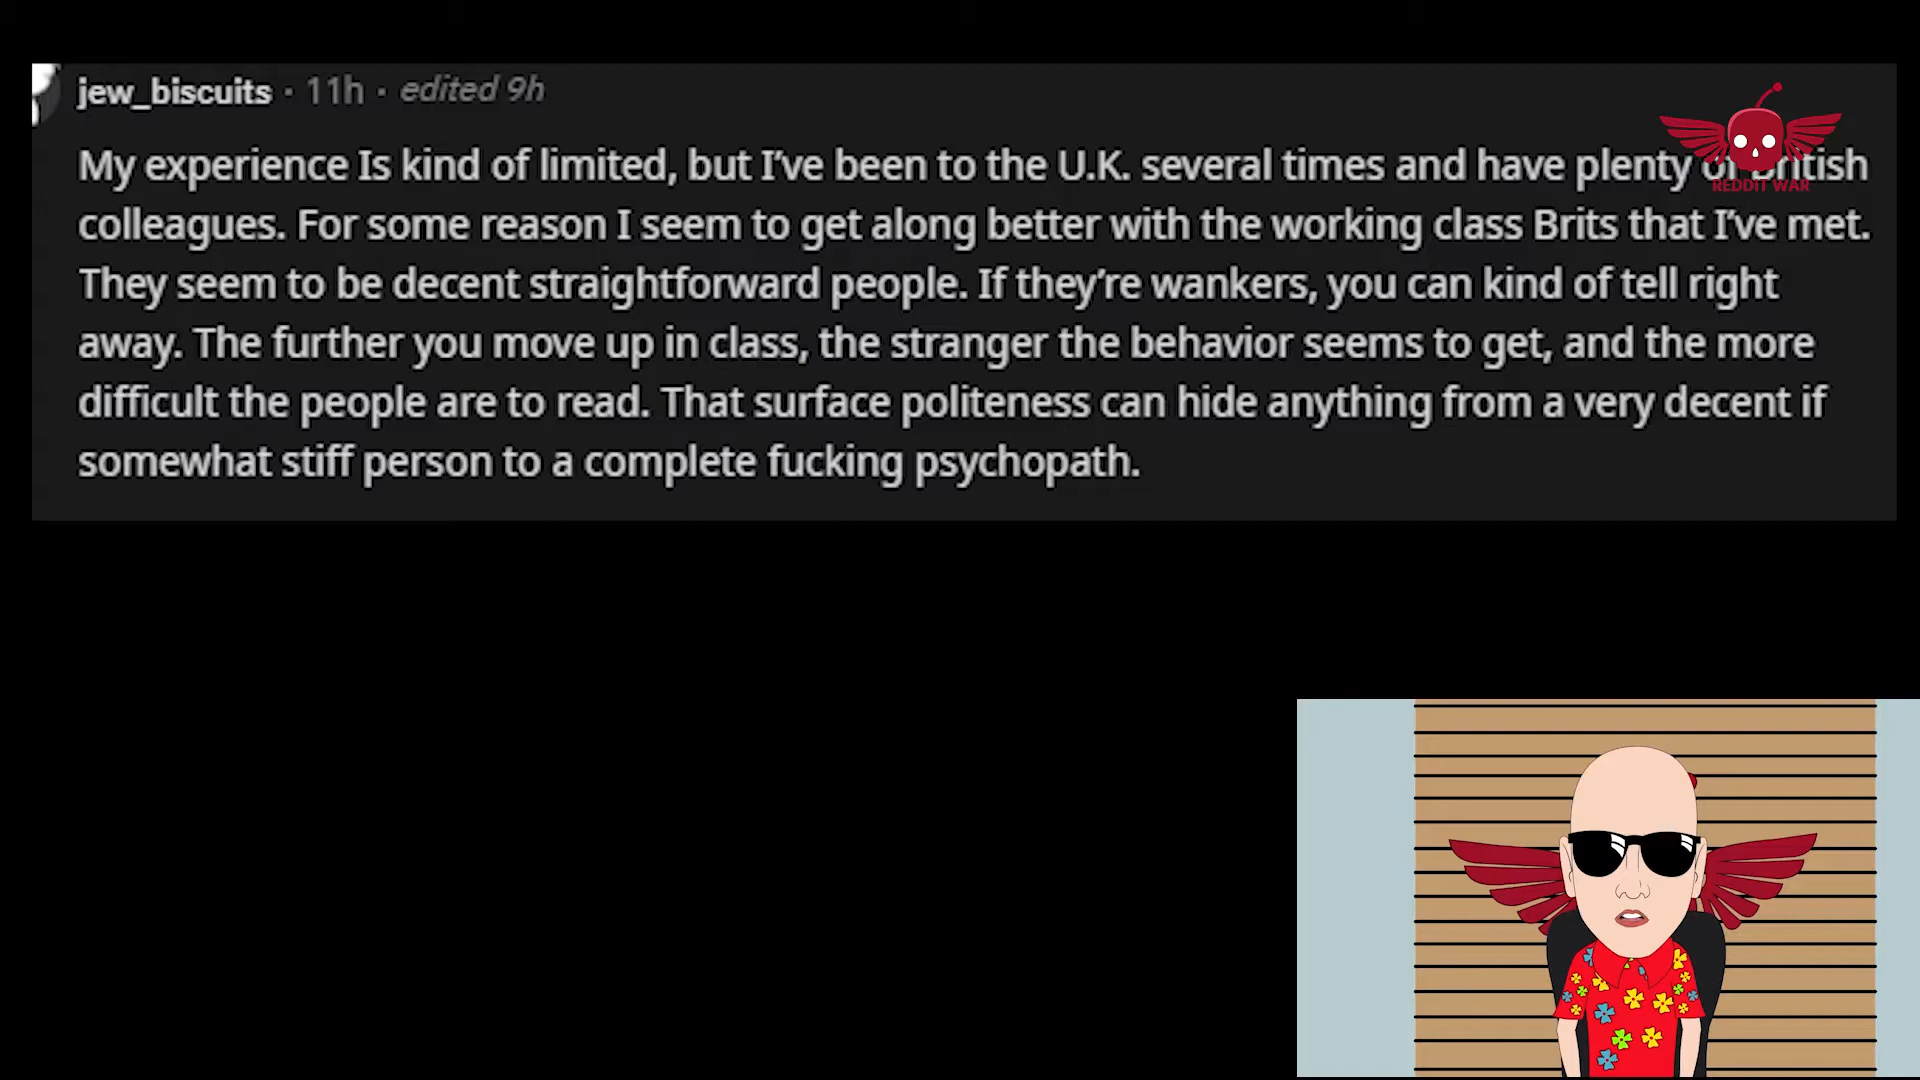 jew_biscuits · 11h · edited 9h
My experience Is kind of limited, but I've been to the U.K. several times and have plenty of British
colleagues. For some reason I seem to get along better with the working class Brits that I've met.
They seem to be decent straightforward people. If they're wankers, you can kind of tell right
away. The further you move up in class, the stranger the behavior seems to get, and the more
difficult the people are to read. That surface politeness can hide anything from a very decent if
somewhat stiff person to a complete fucking psychopath.
REDDIT WAR